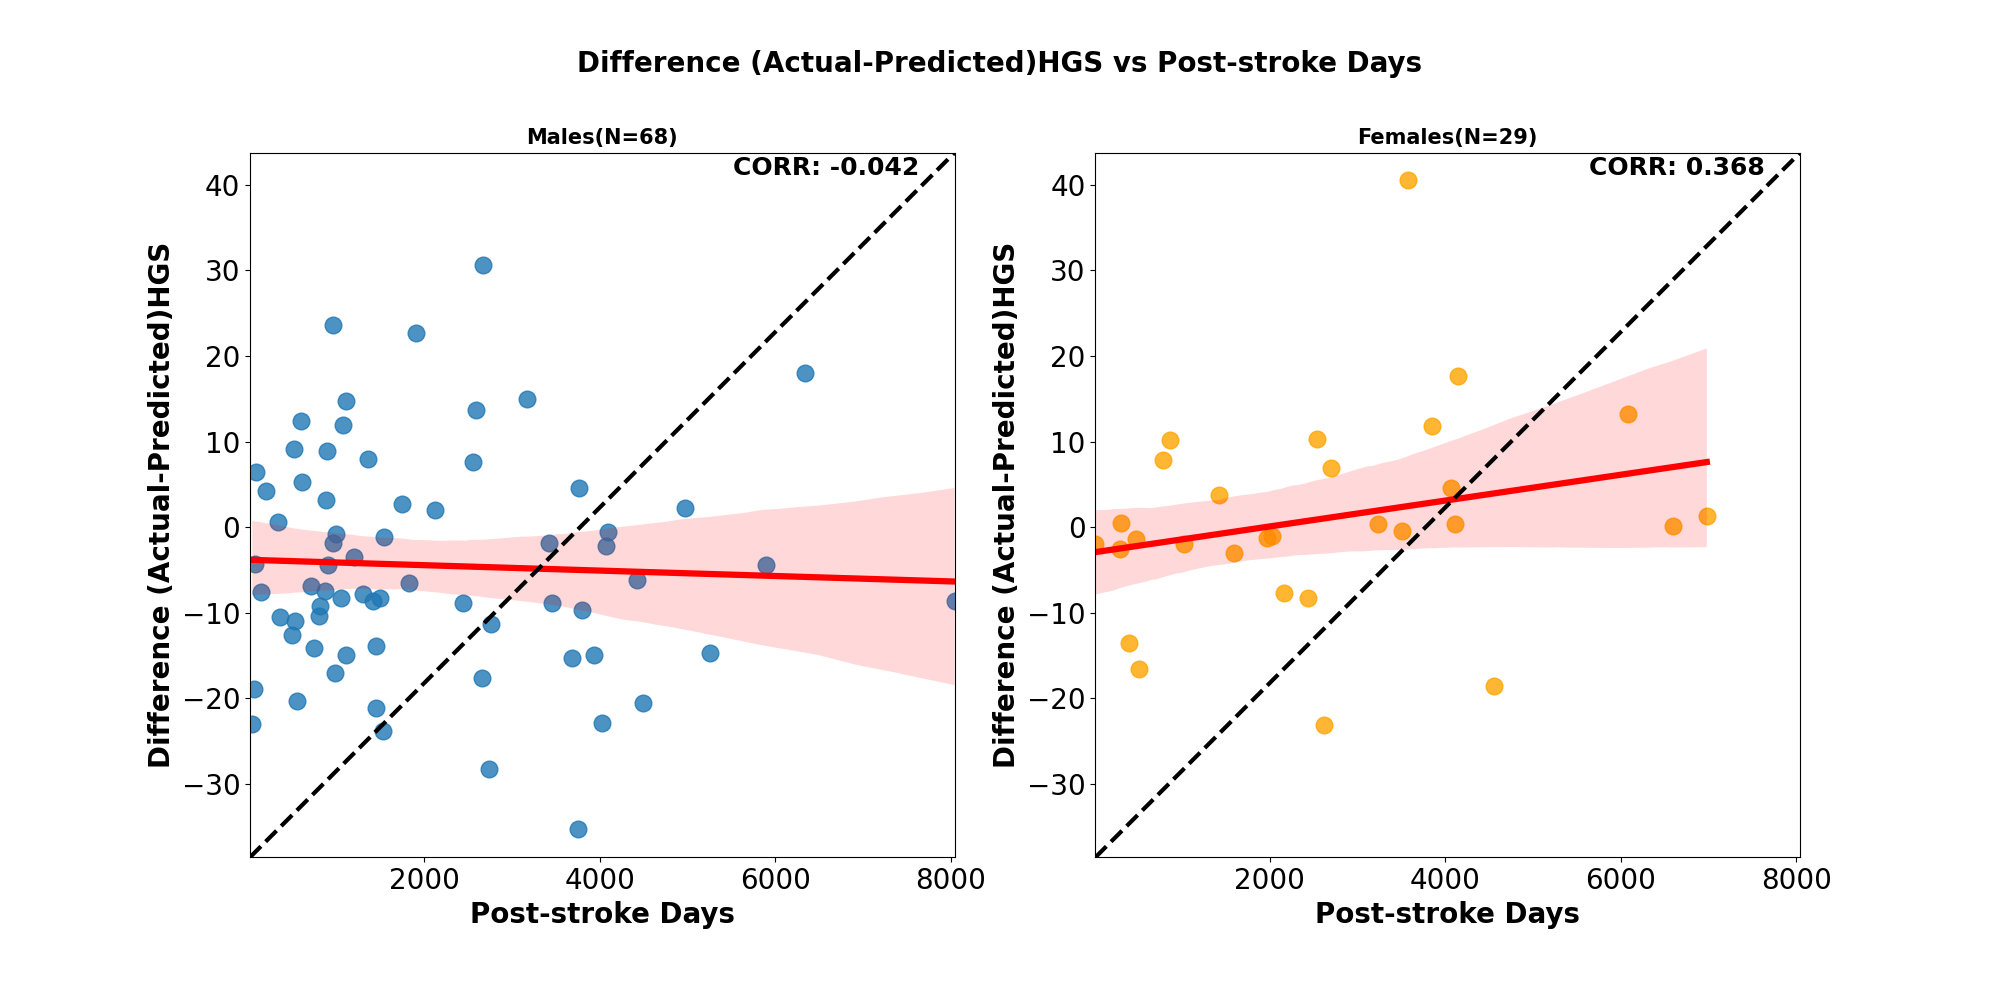 Difference (Actual-Predicted)HGS vs Post-stroke Days
Males(N=68)
CORR: -0.042
40
30
20
10
0
−10
−20
−30
Difference (Actual-Predicted)HGS
2000 4000 6000 8000
Post-stroke Days
Females(N=29)
CORR: 0.368
40
30
20
10
0
−10
−20
−30
Difference (Actual-Predicted)HGS
2000 4000 6000 8000
Post-stroke Days